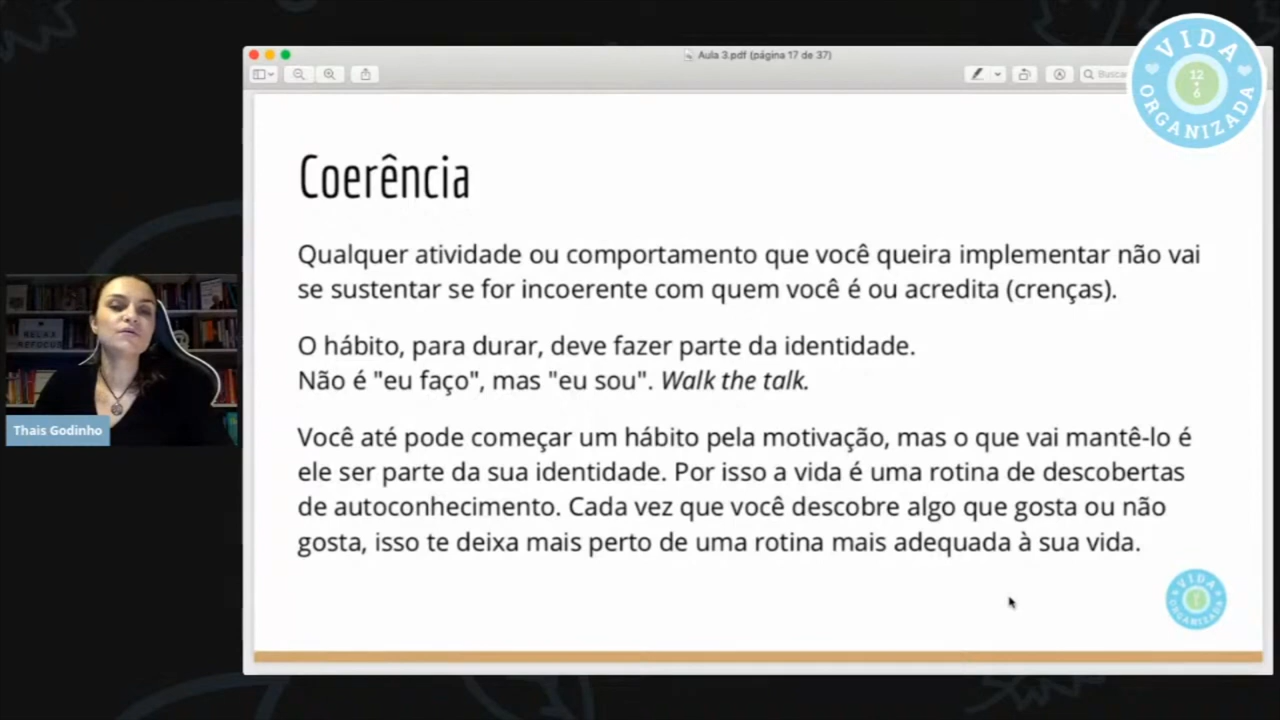 Aula 3.pdf (página 17 de 37)
VIDA
12
6
ORGANIZADA
Coerência
Qualquer atividade ou comportamento que você queira implementar não vai
se sustentar se for incoerente com quem você é ou acredita (crenças).
O hábito, para durar, deve fazer parte da identidade.
Não é "eu faço", mas "eu sou". Walk the talk.
Você até pode começar um hábito pela motivação, mas o que vai mantê-lo é
ele ser parte da sua identidade. Por isso a vida é uma rotina de descobertas
de autoconhecimento. Cada vez que você descobre algo que gosta ou não
gosta, isso te deixa mais perto de uma rotina mais adequada à sua vida.
RELAX
Thais Godinho
VIDA
ORGANIZADA